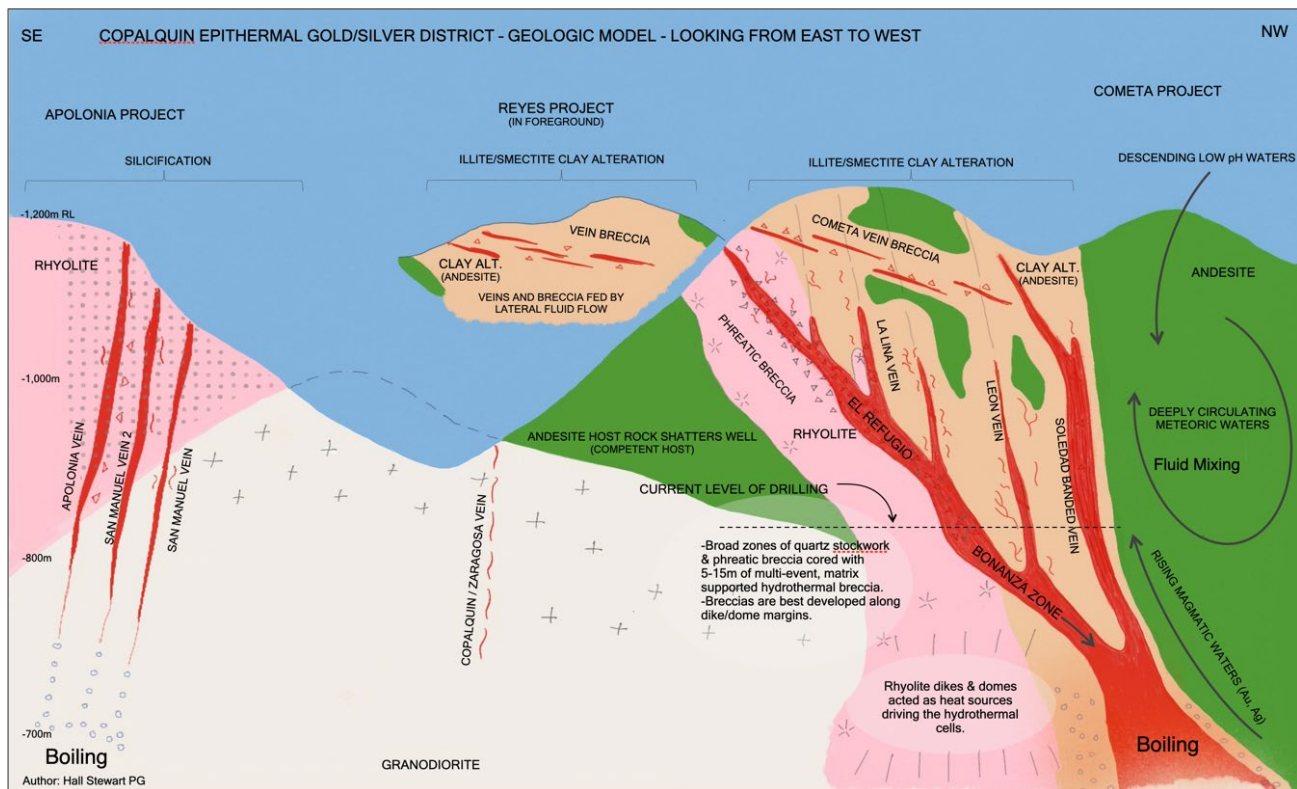 SE
COPALQUIN EPITHERMAL GOLD/SILVER DISTRICT - GEOLOGIC MODEL - LOOKING FROM EAST TO WEST
NW
APOLONIA PROJECT
REYES PROJECT
(IN FOREGROUND)
COMETA PROJECT
SILICIFICATION
ILLITE/SMECTITE CLAY ALTERATION
ILLITE/SMECTITE CLAY ALTERATION
DESCENDING LOW pH WATERS
-1,200m RL
RHYOLITE
VEIN BRECCIA
CLAY ALT.
(ANDESITE)
VEINS AND BRECCIA FED BY
LATERAL FLUID FLOW
COMETA VEIN BRECCIA
CLAY ALT.
(ANDESITE)
ANDESITE
-1,000m
PHREATIC BRECCIA
LA LINA VEIN
EL REFUGIO
LEON VEIN
SOLEDAD BANDED VEIN
DEEPLY CIRCULATING
METEORIC WATERS
Fluid Mixing
APOLONIA VEIN
SAN MANUEL VEIN 2
SAN MANUEL VEIN
ANDESITE HOST ROCK SHATTERS WELL
(COMPETENT HOST)
RHYOLITE
CURRENT LEVEL OF DRILLING
COPALQUIN / ZARAGOSA VEIN
-800m
-Broad zones of quartz stockwork
& phreatic breccia cored with
5-15m of multi-event, matrix
supported hydrothermal breccia.
-Breccias are best developed along
dike/dome margins.
BONANZA ZONE
RISING MAGMATIC WATERS (Au, Ag)
Rhyolite dikes & domes
acted as heat sources
driving the hydrothermal
cells.
-700m
Boiling
Boiling
GRANODIORITE
Author: Hall Stewart PG